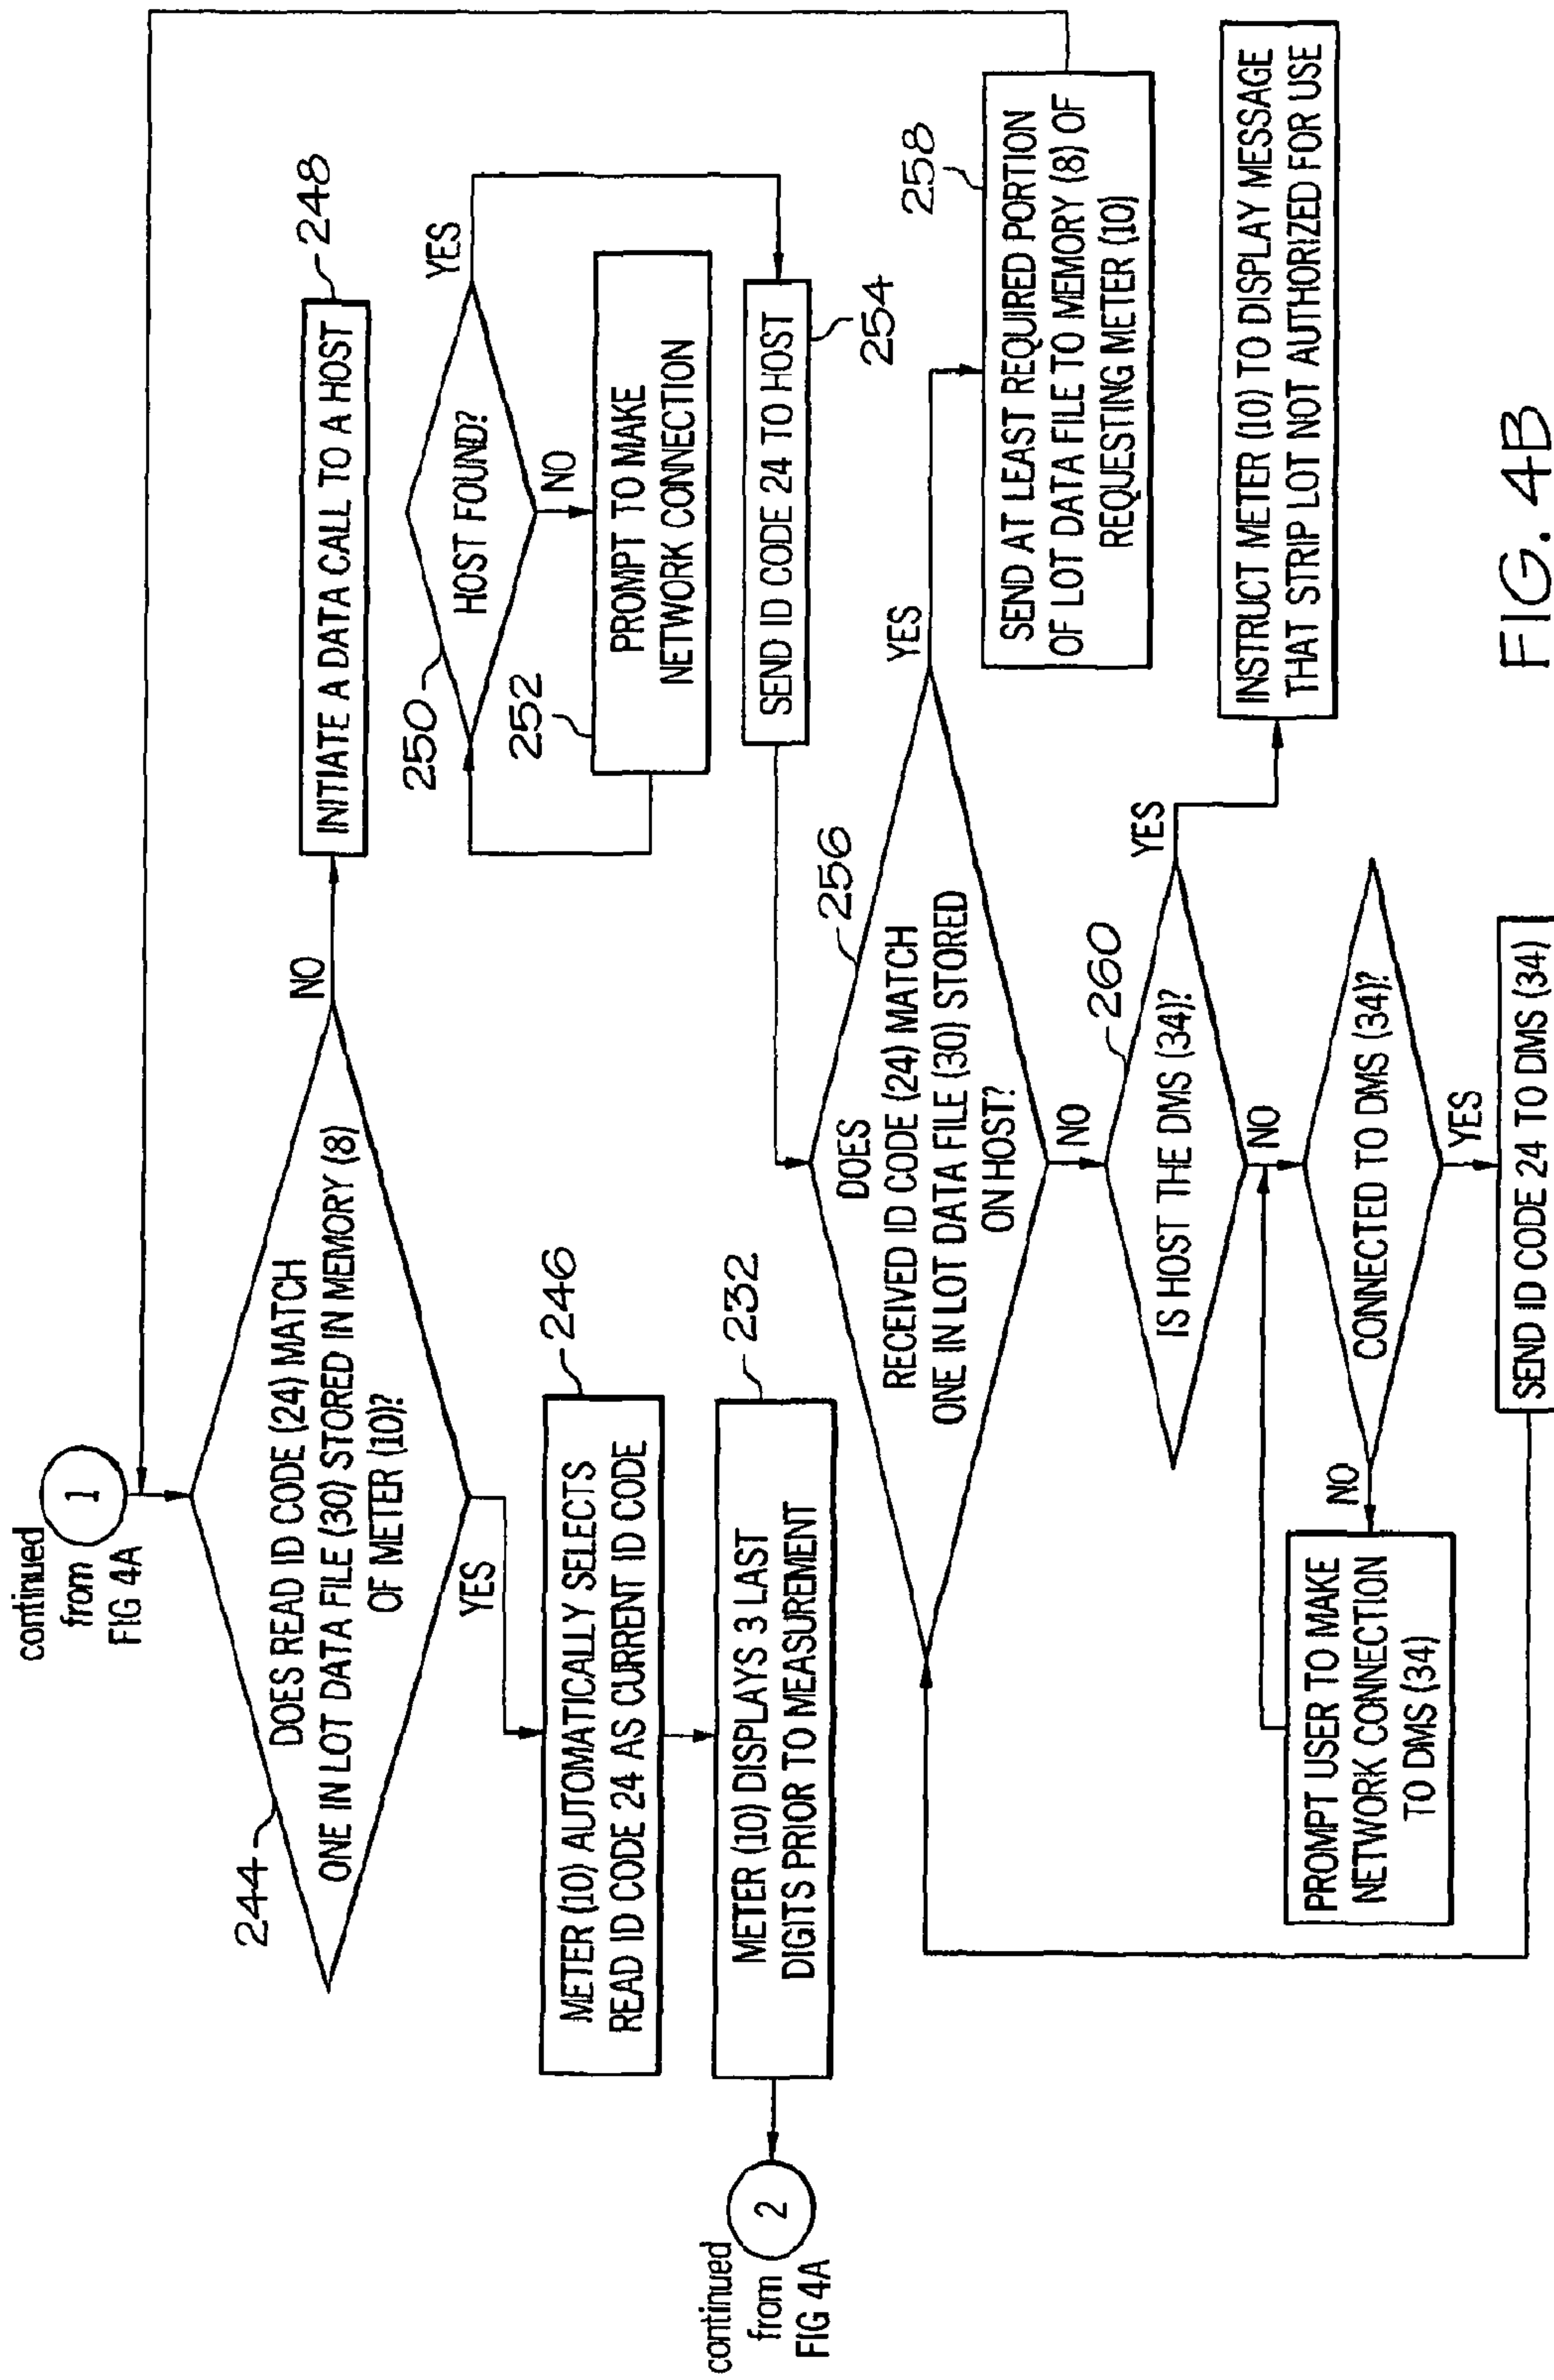 continued
from
FIG 4A
1
244
DOES READ ID CODE (24) MATCH
ONE IN LOT DATA FILE (30) STORED IN MEMORY (8)
OF METER (10)?
NO
YES
INITIATE A DATA CALL TO A HOST
248
250
HOST FOUND?
YES
NO
252
PROMPT TO MAKE
NETWORK CONNECTION
METER (10) AUTOMATICALLY SELECTS
READ ID CODE 24 AS CURRENT ID CODE
246
METER (10) DISPLAYS 3 LAST
DIGITS PRIOR TO MEASUREMENT
232
continued
from
FIG 4A
2
SEND ID CODE 24 TO HOST
254
DOES
RECEIVED ID CODE (24) MATCH
ONE IN LOT DATA FILE (30) STORED
ON HOST?
256
YES
NO
SEND AT LEAST REQUIRED PORTION
OF LOT DATA FILE TO MEMORY (8) OF
REQUESTING METER (10)
258
IS HOST THE DMS (34)?
260
YES
NO
INSTRUCT METER (10) TO DISPLAY MESSAGE
THAT STRIP LOT NOT AUTHORIZED FOR USE
CONNECTED TO DMS (34)?
NO
YES
PROMPT USER TO MAKE
NETWORK CONNECTION
TO DMS (34)
SEND ID CODE 24 TO DMS (34)
FIG. 4B